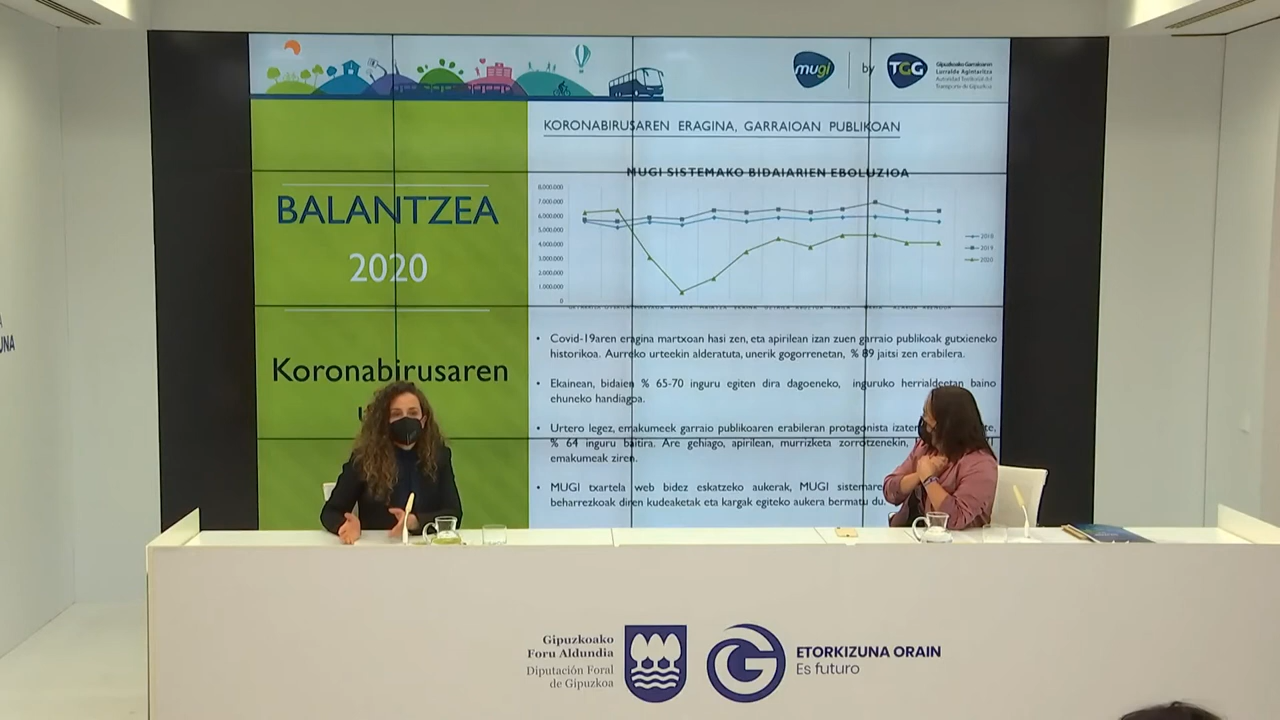 mugi
by
TGG
Gipuzkoako Garraioaren
Lurralde Agintaritza
Autoridad Territorial del
Transporte de Gipuzkoa
KORONABIRUSAREN ERAGINA, GARRAIOAN PUBLIKOAN
MUGI SISTEMAKO BIDAIARIEN EBOLUZIOA
8.000.000
7.000.000
6.000.000
5.000.000
4.000.000
3.000.000
2.000.000
1.000.000
0
2018
2019
2020
BALANTZEA
2020
Koronabirusaren
• Covid-19aren eragina martxoan hasi zen, eta apirilean izan zuen garraio publikoak gutxieneko
historikoa. Aurreko urteekin alderatuta, unerik gogorrenetan, % 89 jaitsi zen erabilera.
• Ekainean, bidaien % 65-70 inguru egiten dira dagoeneko, inguruko herrialdeetan baino
ehuneko handiagoa.
• Urtero legez, emakumeek garraio publikoaren erabileran protagonista
% 64 inguru baitira. Are gehiago, apirilean, murrizketa zorrotzenekin,
emakumeak ziren.
• MUGI txartela web bidez eskatzeko aukerak, MUGI
beharrezkoak diren kudeaketak eta kargak egiteko aukera bermatu
UNA
Gipuzkoako
Foru Aldundia
Diputación Foral
de Gipuzkoa
ETORKIZUNA ORAIN
Es futuro